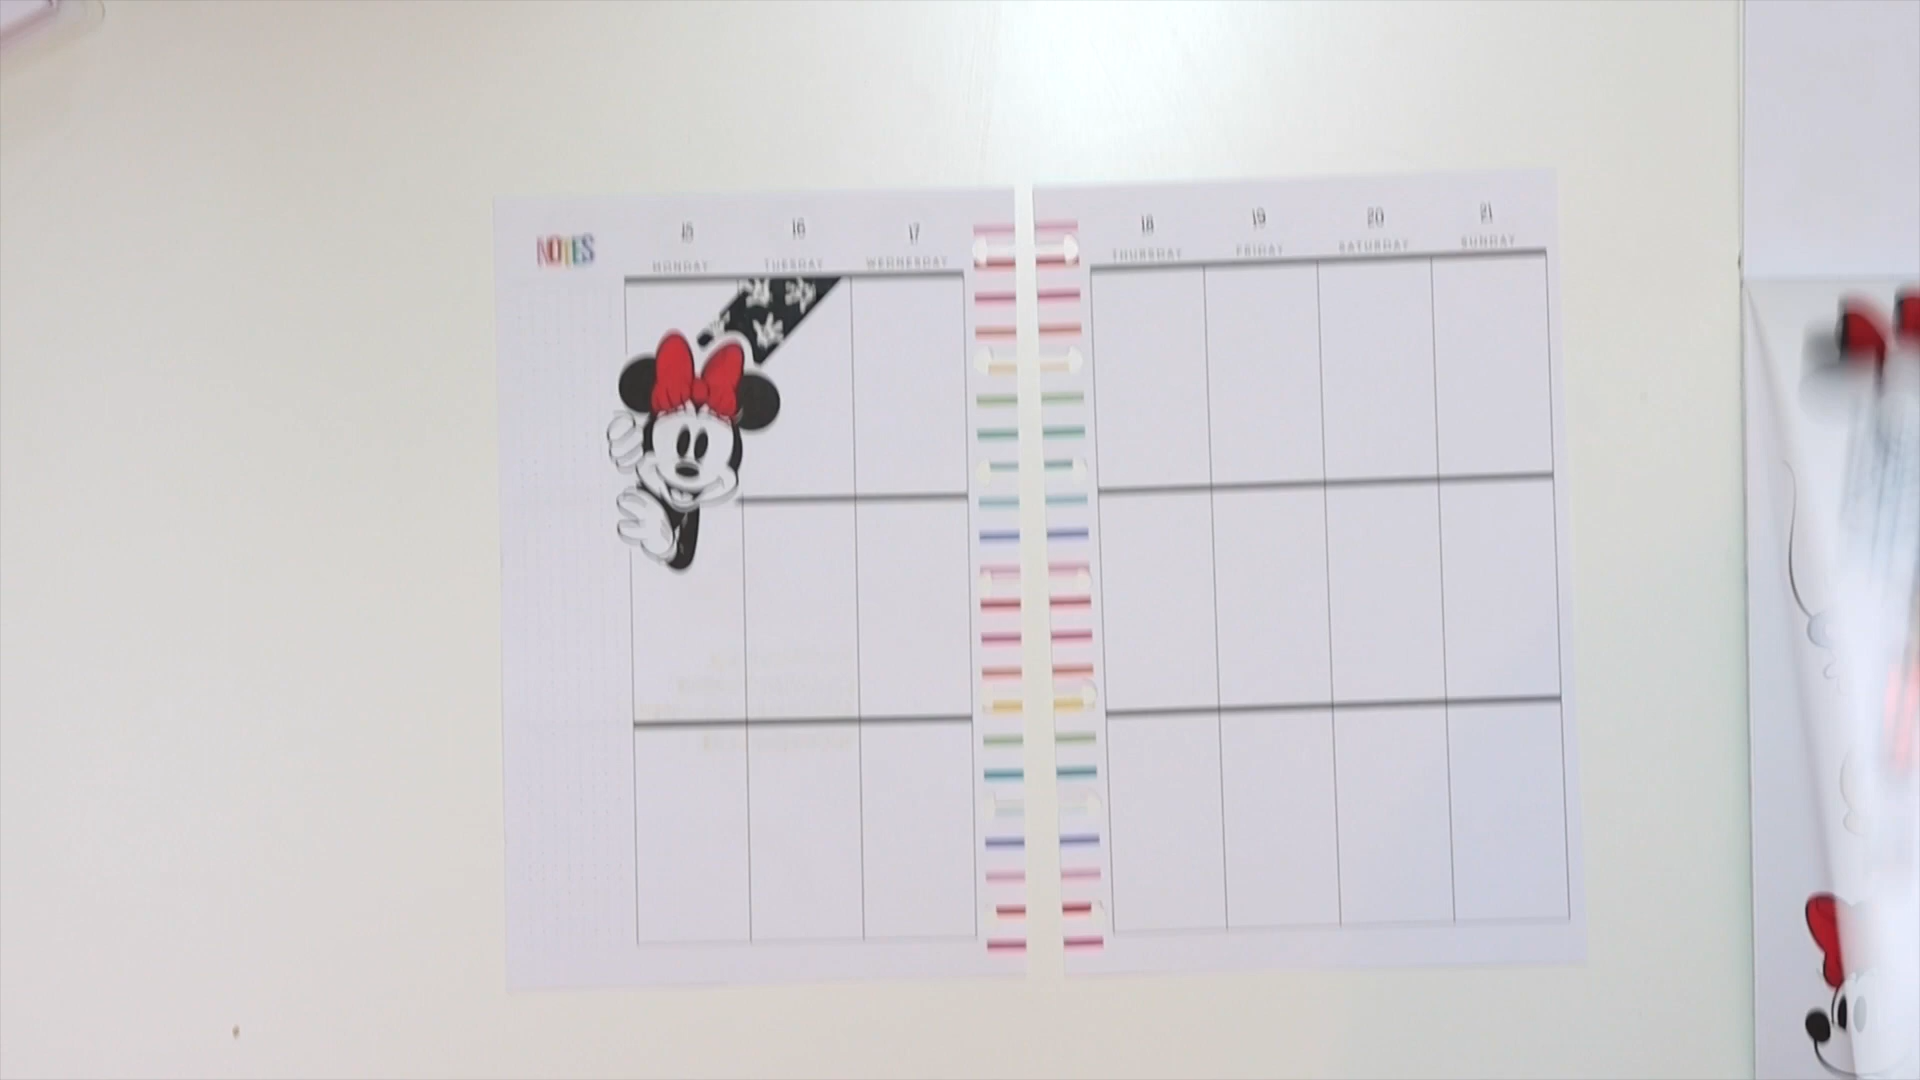 NOTES
15 16 17
MONDAY TUESDAY WEDNESDAY
18 19 20 21
THURSDAY FRIDAY SATURDAY SUNDAY